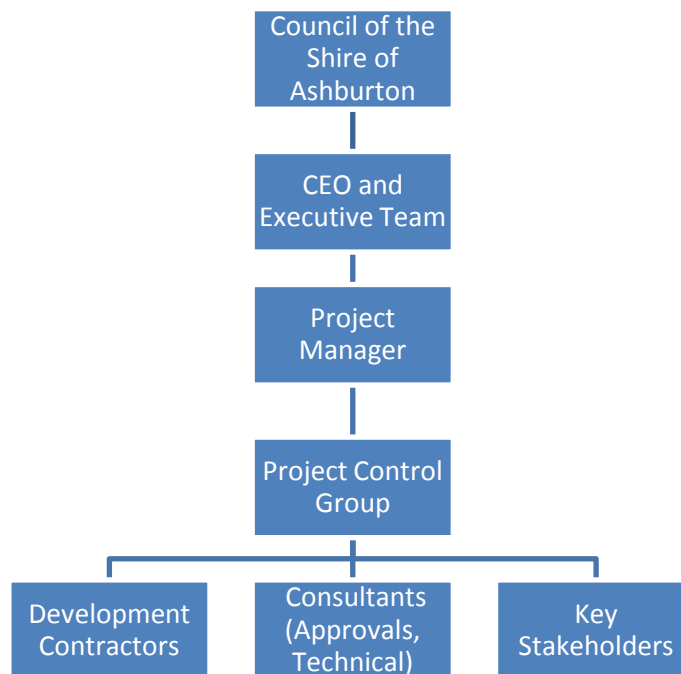 Council of the
Shire of
Ashburton
CEO and
Executive Team
Project
Manager
Project Control
Group
Development
Contractors
Consultants
(Approvals,
Technical)
Key
Stakeholders